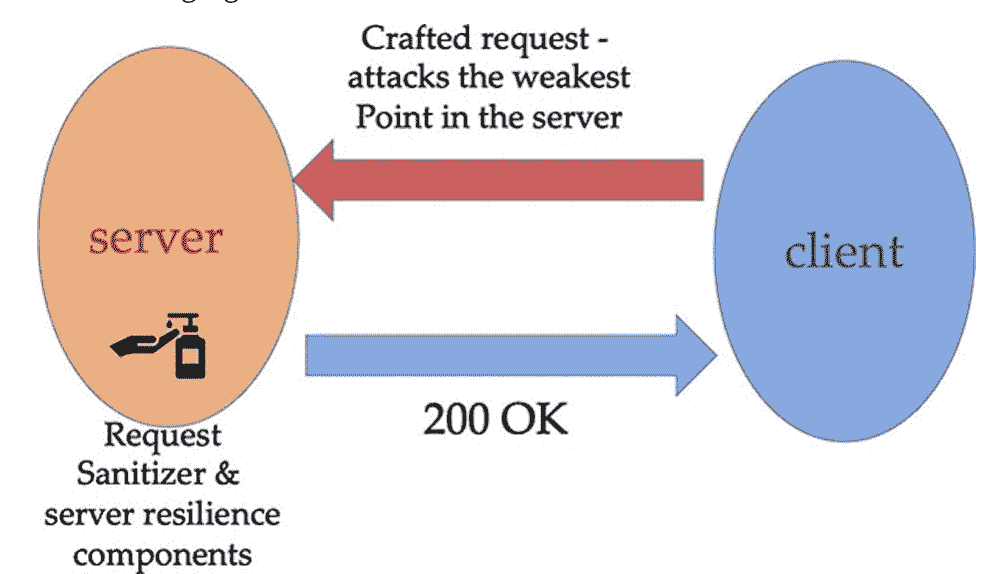 Crafted request -
attacks the weakest
Point in the server
server
client
200 OK
Request
Sanitizer &
server resilience
components